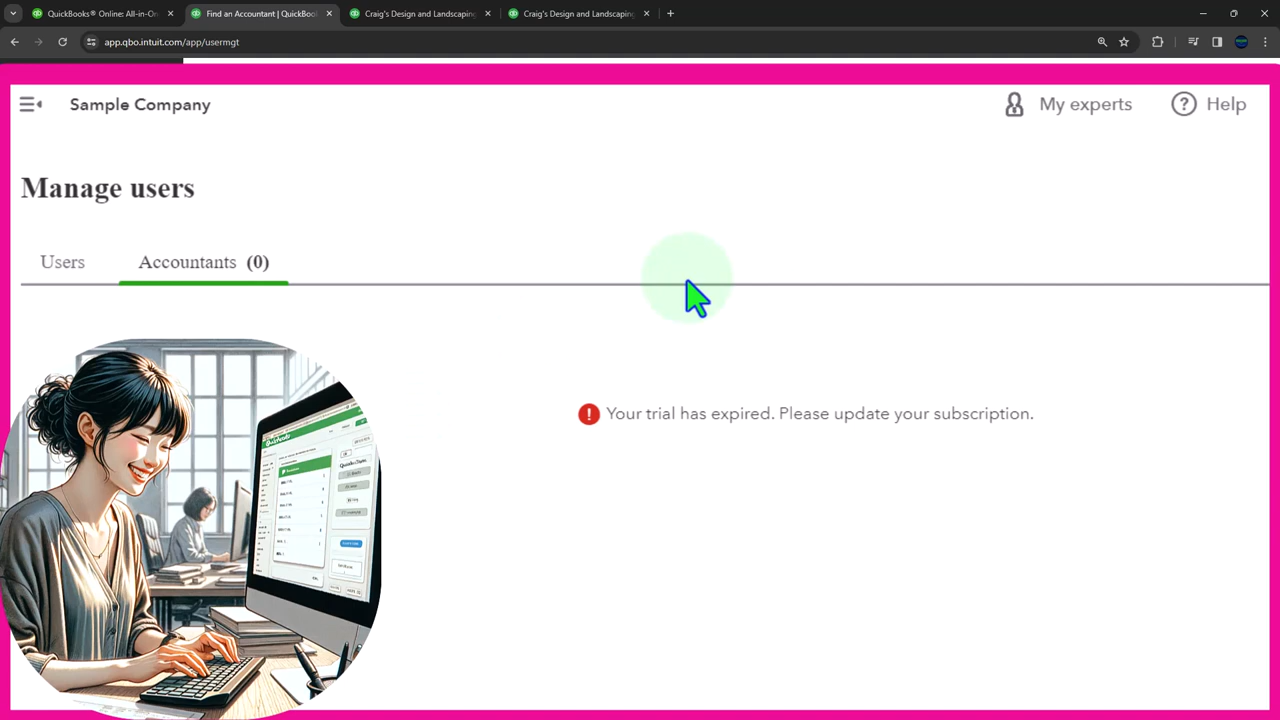 QuickBooks® Online: All-in-On
Find an Accountant | QuickBook
Craig's Design and Landscaping
Craig's Design and Landscaping
app.qbo.intuit.com/app/usermgt
Sample Company
My experts
Help
Manage users
Users
Accountants (0)
Your trial has expired. Please update your subscription.